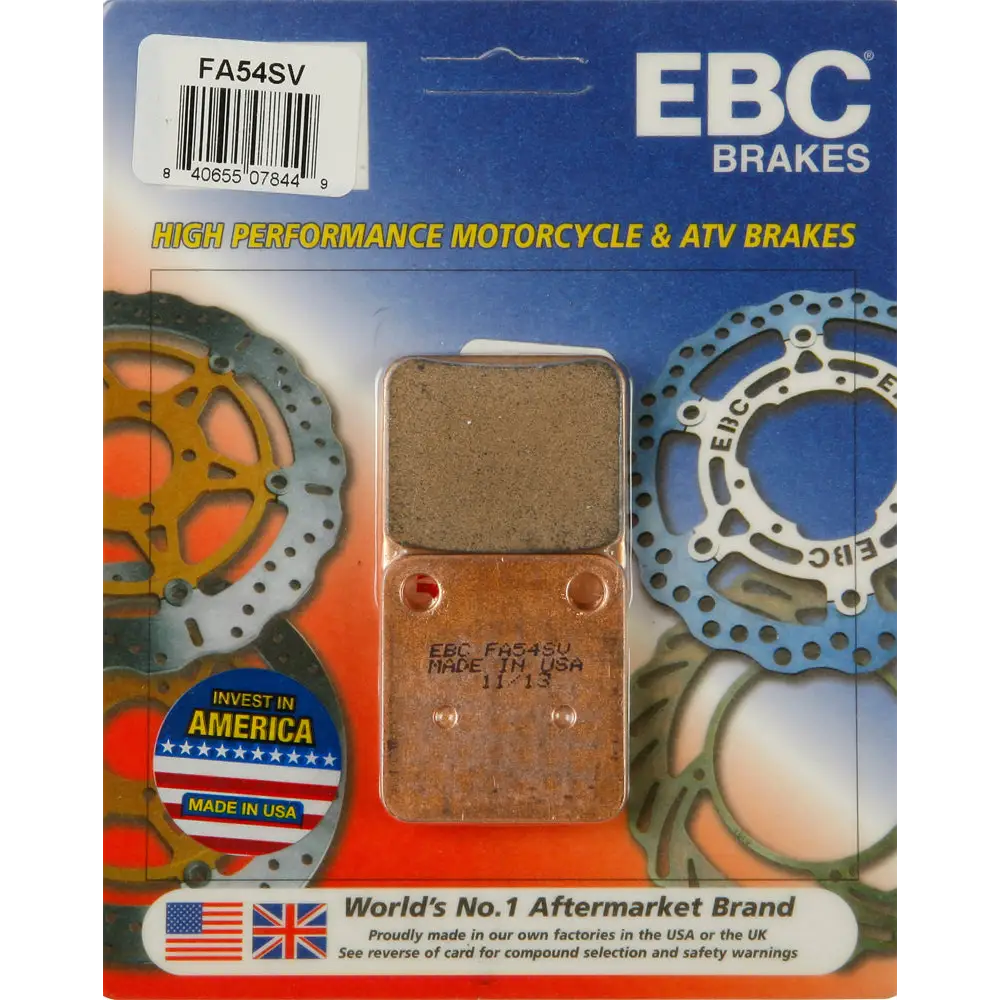 FA54SV
8 40655 07844 9
EBC®
BRAKES
HIGH PERFORMANCE MOTORCYCLE & ATV BRAKES
EBC
EBC
EBC FA54SV
MADE IN USA
11/13
INVEST IN
AMERICA
MADE IN USA
World's No.1 Aftermarket Brand
Proudly made in our own factories in the USA or the UK
See reverse of card for compound selection and safety warnings